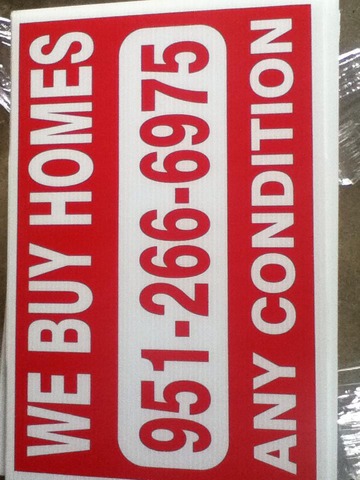 WE BUY HOMES
951-266-6975
ANY CONDITION